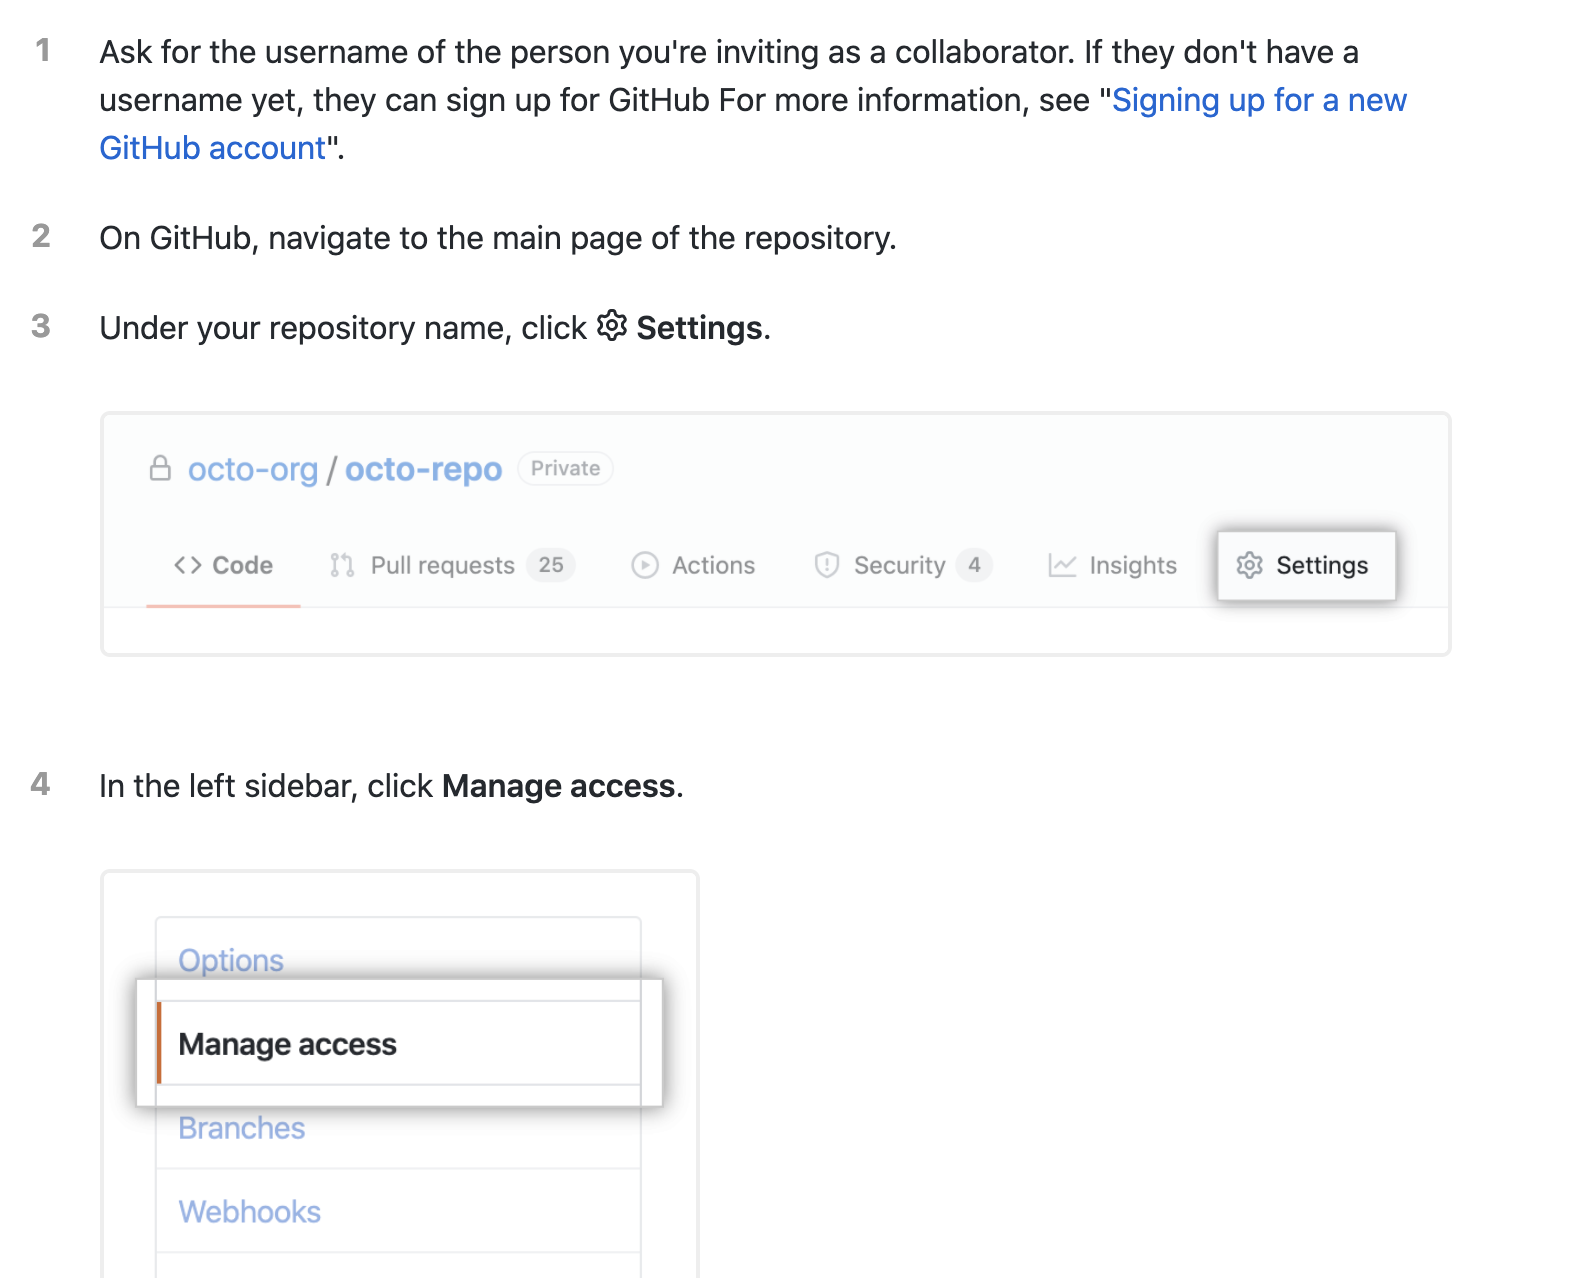 1
Ask for the username of the person you're inviting as a collaborator. If they don't have a
username yet, they can sign up for GitHub For more information, see "Signing up for a new
GitHub account".
2
On GitHub, navigate to the main page of the repository.
3
Under your repository name, click Settings.
octo-org / octo-repo Private
<> Code Pull requests 25 Actions Security 4 Insights Settings
4
In the left sidebar, click Manage access.
Options
Manage access
Branches
Webhooks